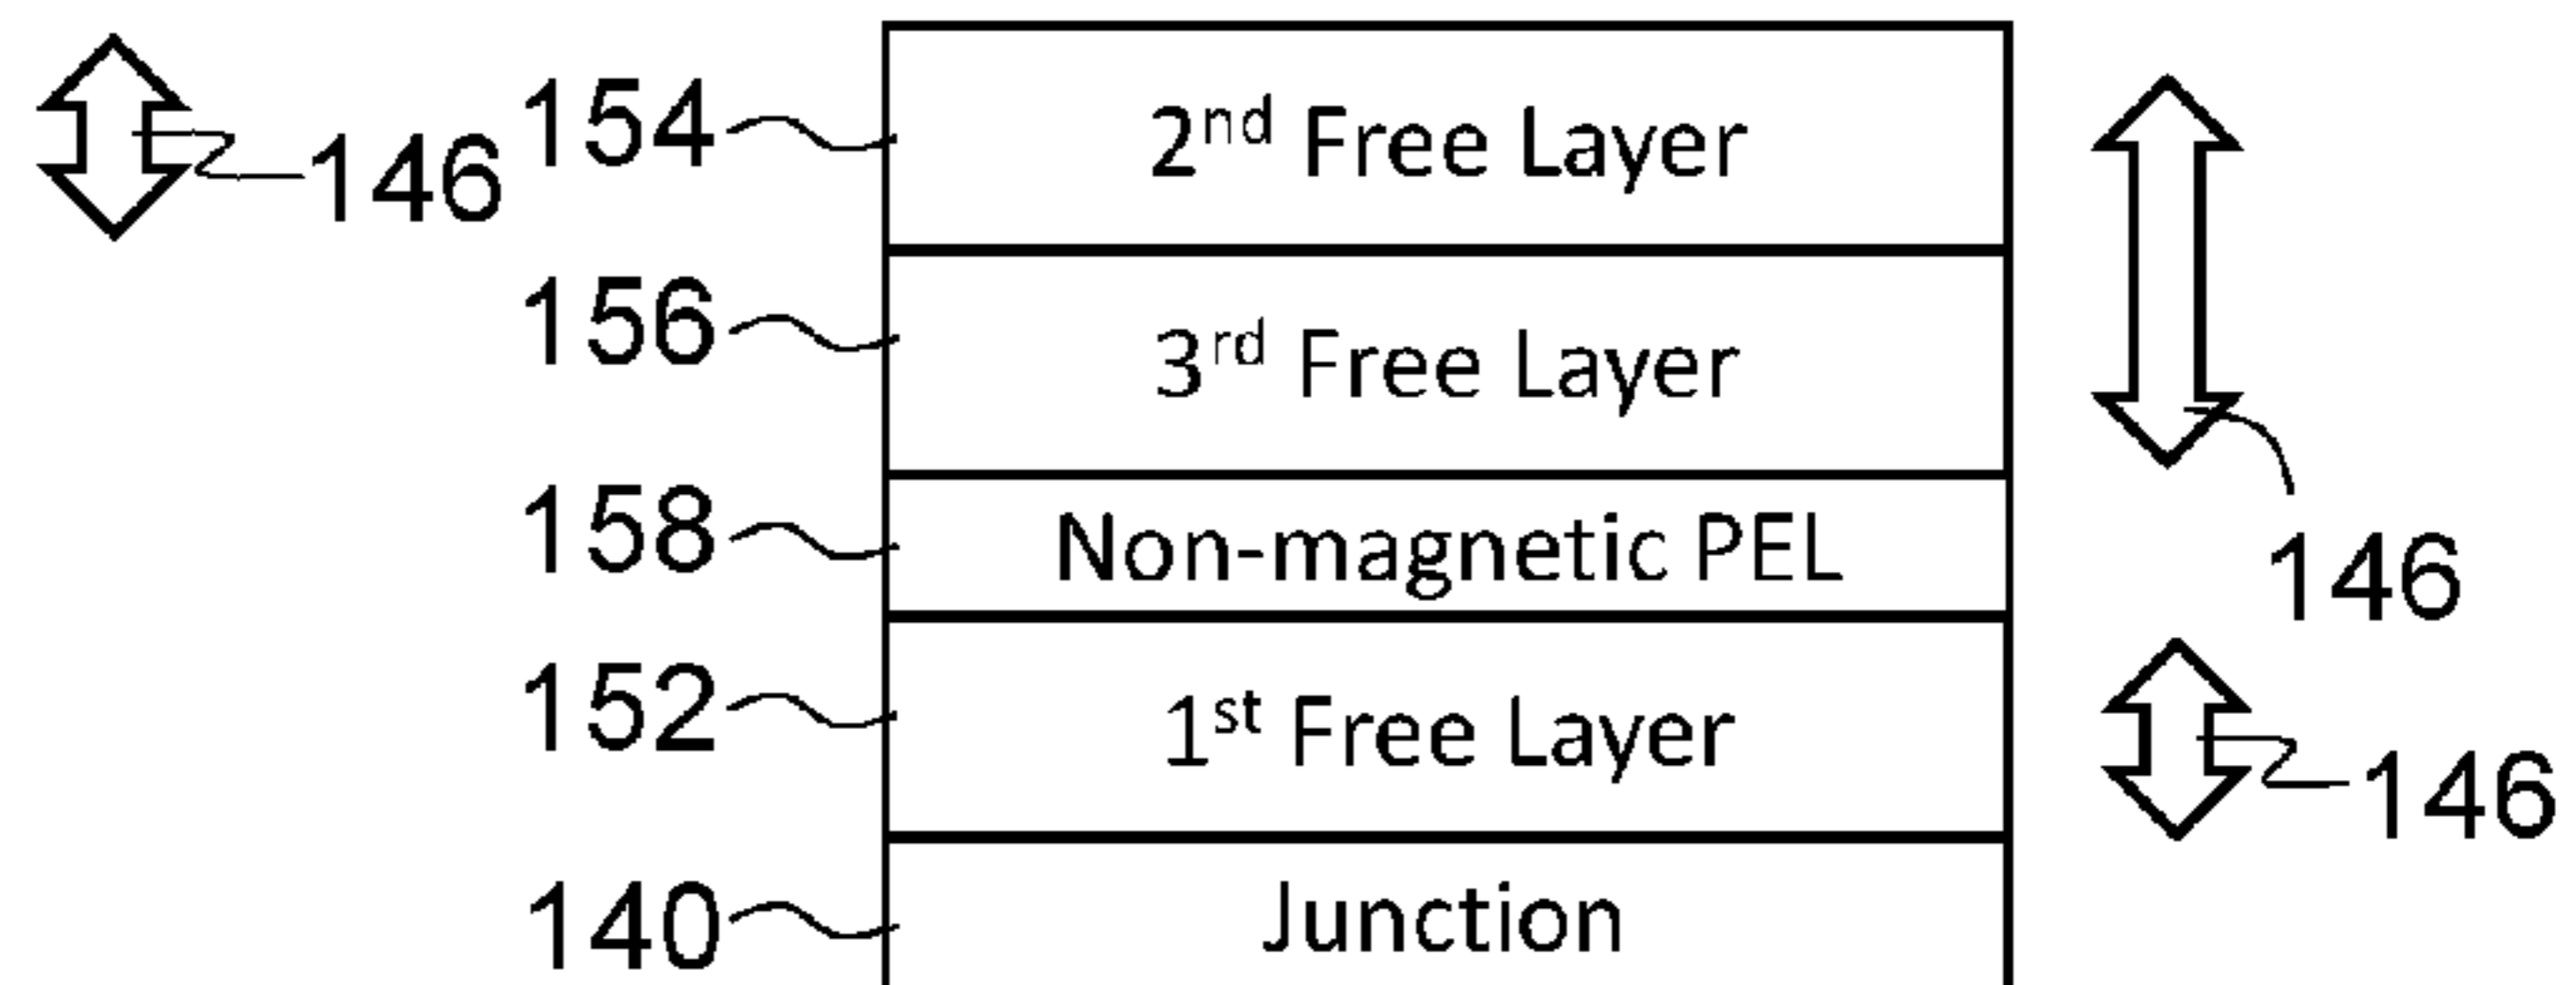 146
154 2nd Free Layer
156 3rd Free Layer
158 Non-magnetic PEL
146
152 1st Free Layer
146
140 Junction